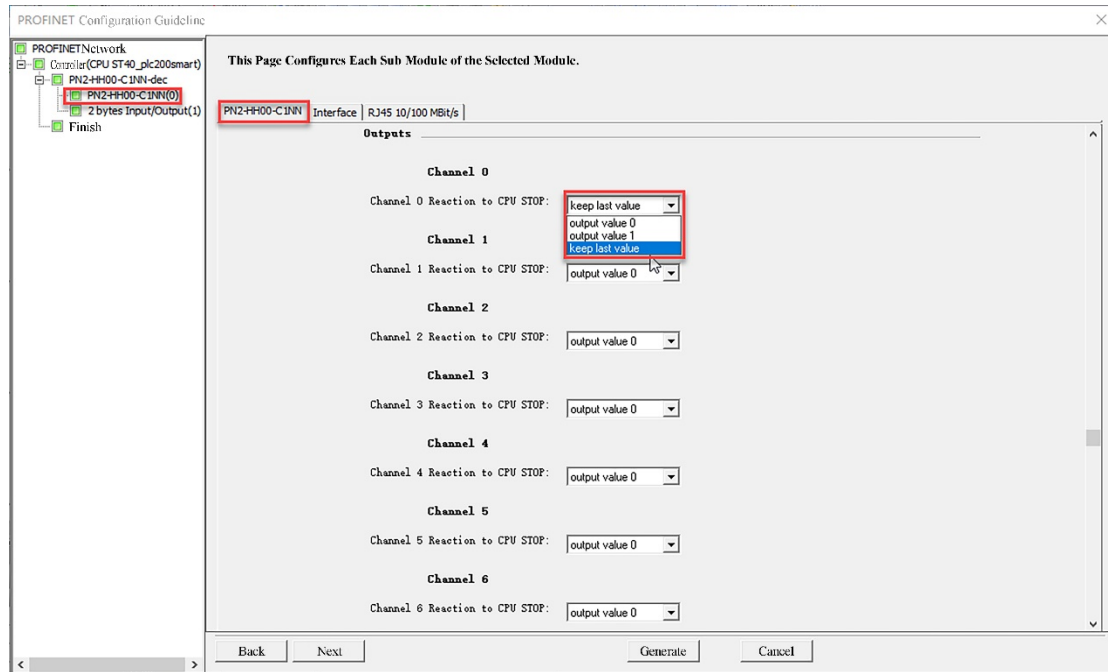 PROFINET Configuration Guideline
PROFINETNetwork
Controller(CPU ST40_plc200smart)
PN2-HH00-C1NN-dec
PN2-HH00-C1NN(0)
2 bytes Input/Output(1)
Finish
This Page Configures Each Sub Module of the Selected Module.
PN2-HH00-C1NN Interface RJ45 10/100 MBit/s
Outputs
Channel 0
Channel 0 Reaction to CPU STOP: keep last value
output value 0
output value 1
keep last value
Channel 1
Channel 1 Reaction to CPU STOP: output value 0
Channel 2
Channel 2 Reaction to CPU STOP: output value 0
Channel 3
Channel 3 Reaction to CPU STOP: output value 0
Channel 4
Channel 4 Reaction to CPU STOP: output value 0
Channel 5
Channel 5 Reaction to CPU STOP: output value 0
Channel 6
Channel 6 Reaction to CPU STOP: output value 0
Back Next Generate Cancel